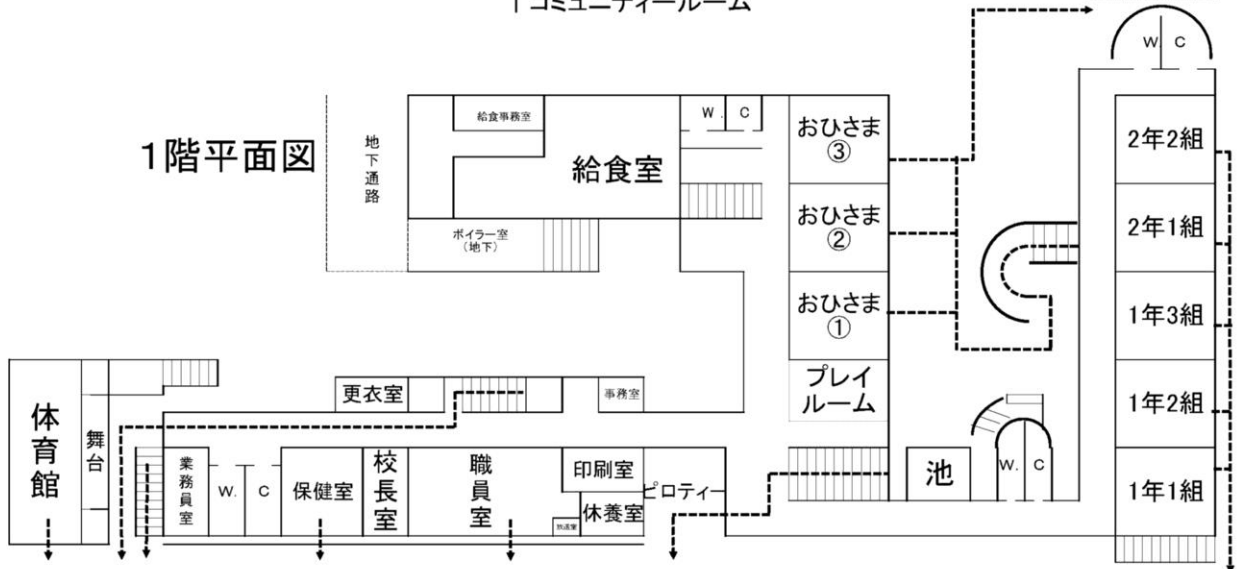 コミュニティールーム
W. C
1階平面図
地下通路
給食事務室
給食室
W. C
おひさま
③
おひさま
②
おひさま
①
プレイ
ルーム
ボイラー室
(地下)
2年2組
2年1組
1年3組
1年2組
1年1組
体育館
舞台
更衣室
事務室
業務員室
W. C
保健室
校長室
職員室
印刷室
休養室
放送室
ピロティー
池
W. C